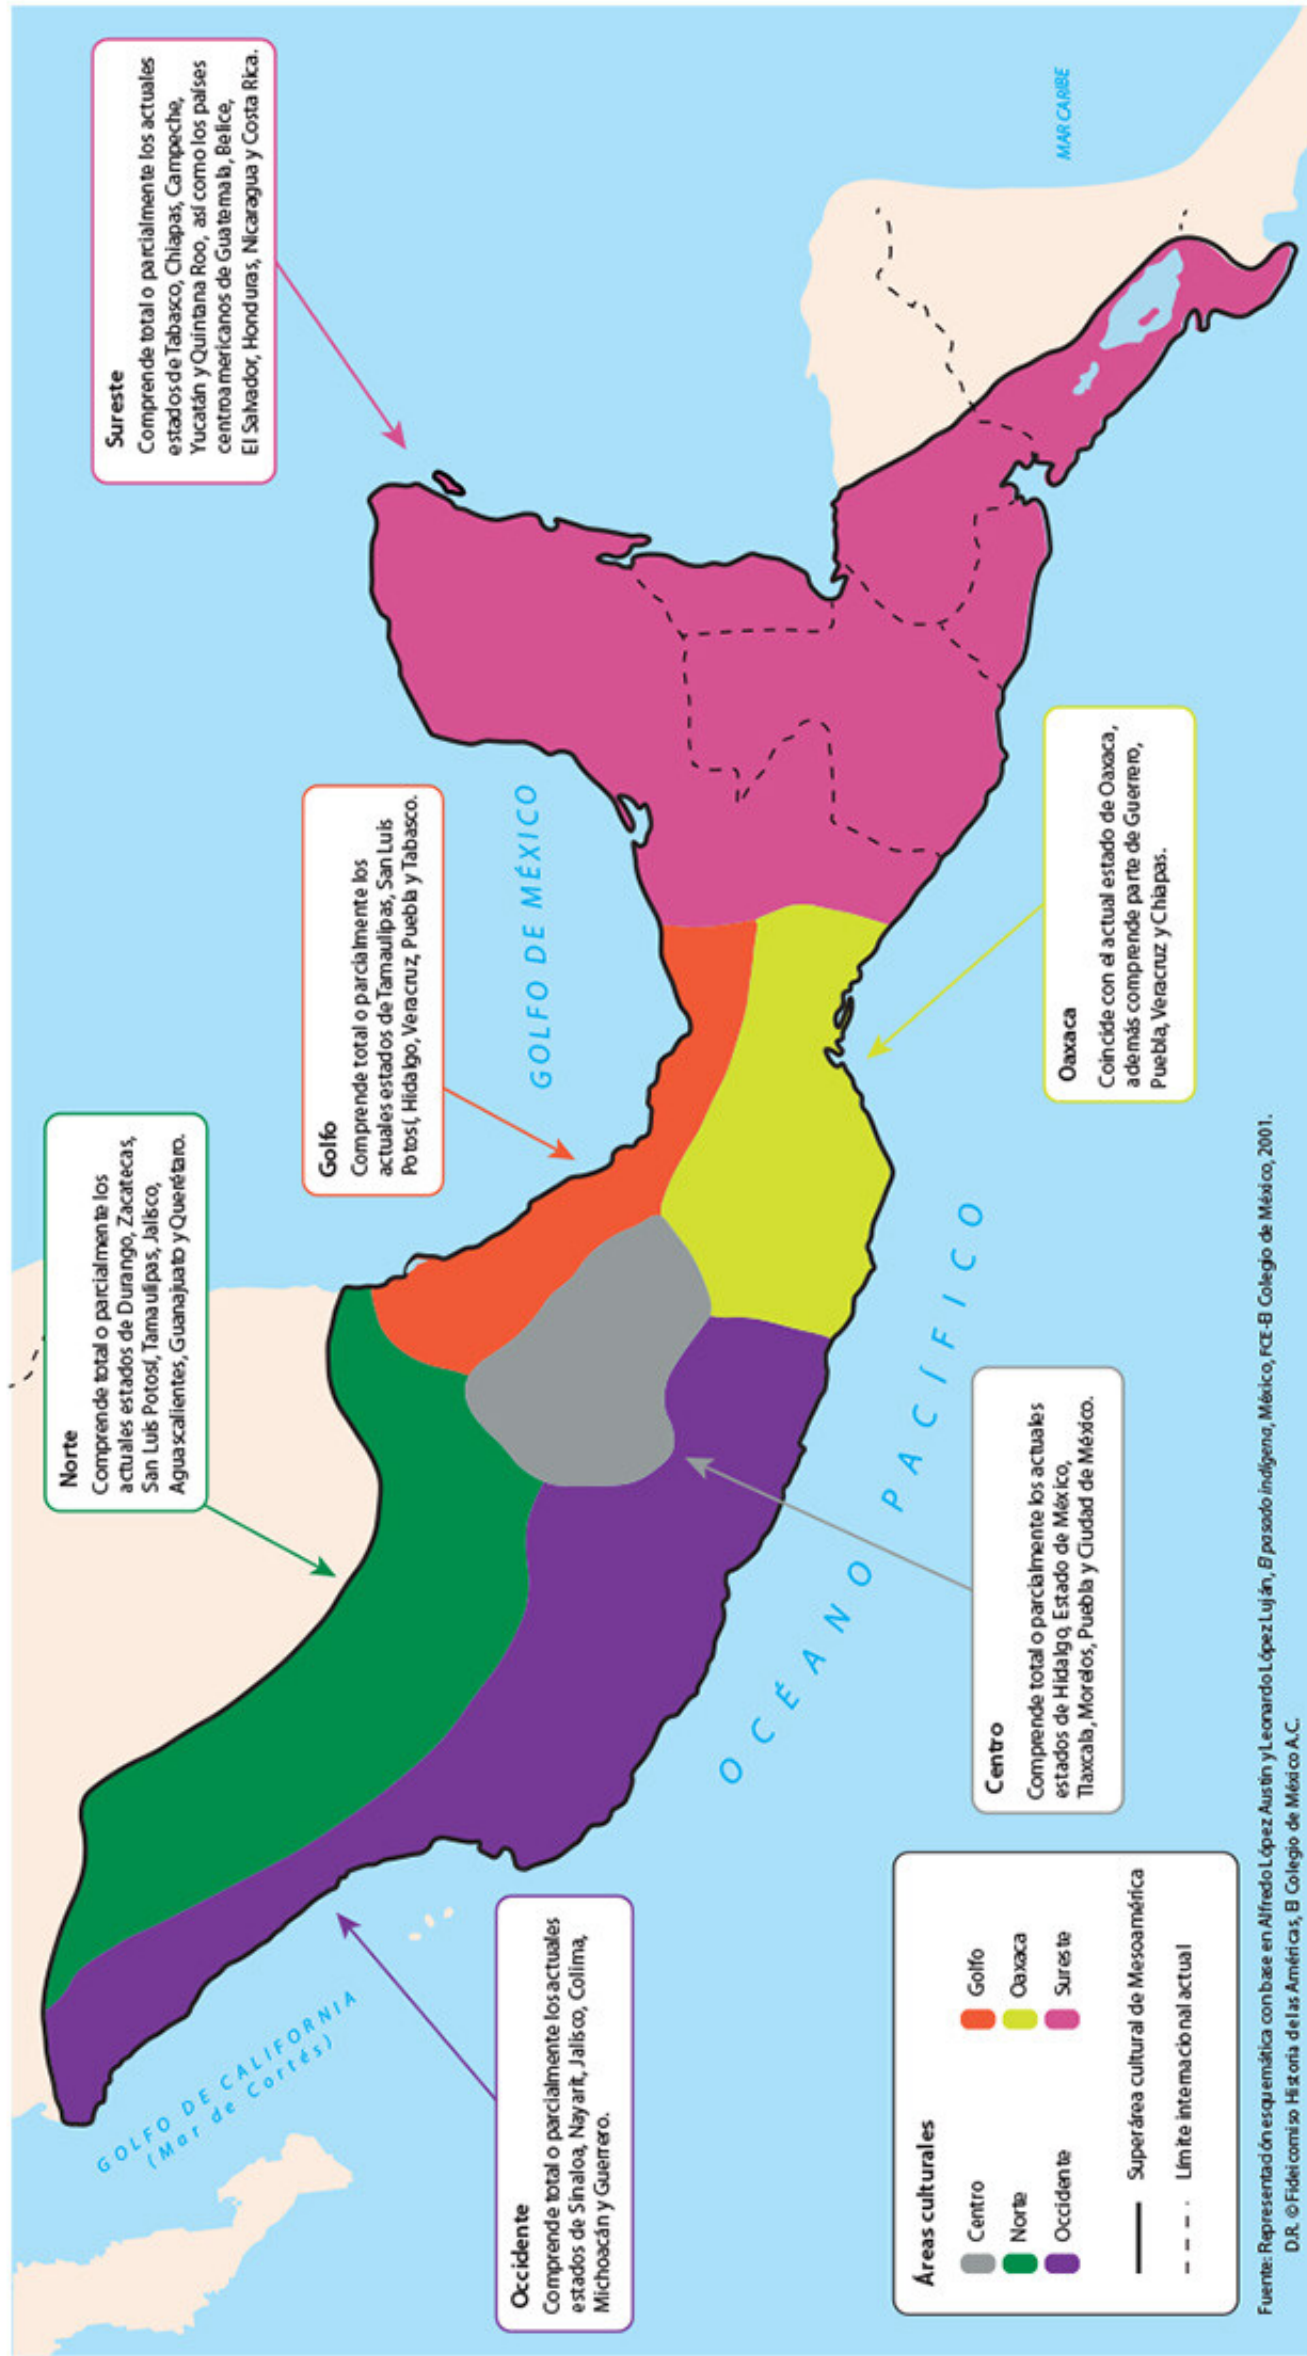 Norte
Comprende total o parcialmente los
actuales estados de Durango, Zacatecas,
San Luis Potosí, Tamaulipas, Jalisco,
Aguascalientes, Guanajuato y Querétaro.
Golfo
Comprende total o parcialmente los
actuales estados de Tamaulipas, San Luis
Potosí, Hidalgo, Veracruz, Puebla y Tabasco.
Sureste
Comprende total o parcialmente los actuales
estados de Tabasco, Chiapas, Campeche,
Yucatán y Quintana Roo, así como los países
centroamericanos de Guatemala, Belice,
El Salvador, Honduras, Nicaragua y Costa Rica.
GOLFO DE CALIFORNIA
(Mar de Cortés)
GOLFO DE MÉXICO
OCÉANO PACÍFICO
MAR CARIBE
Occidente
Comprende total o parcialmente los actuales
estados de Sinaloa, Nayarit, Jalisco, Colima,
Michoacán y Guerrero.
Centro
Comprende total o parcialmente los actuales
estados de Hidalgo, Estado de México,
Tlaxcala, Morelos, Puebla y Ciudad de México.
Oaxaca
Coincide con el actual estado de Oaxaca,
además comprende parte de Guerrero,
Puebla, Veracruz y Chiapas.
Áreas culturales
Centro
Norte
Occidente
Golfo
Oaxaca
Sureste
Superárea cultural de Mesoamérica
Límite internacional actual
Fuente: Representación esquemática con base en Alfredo López Austin y Leonardo López Luján, El pasado indígena, México, FCE-El Colegio de México, 2001.
D.R. © Fideicomiso Historia de las Américas, El Colegio de México A.C.